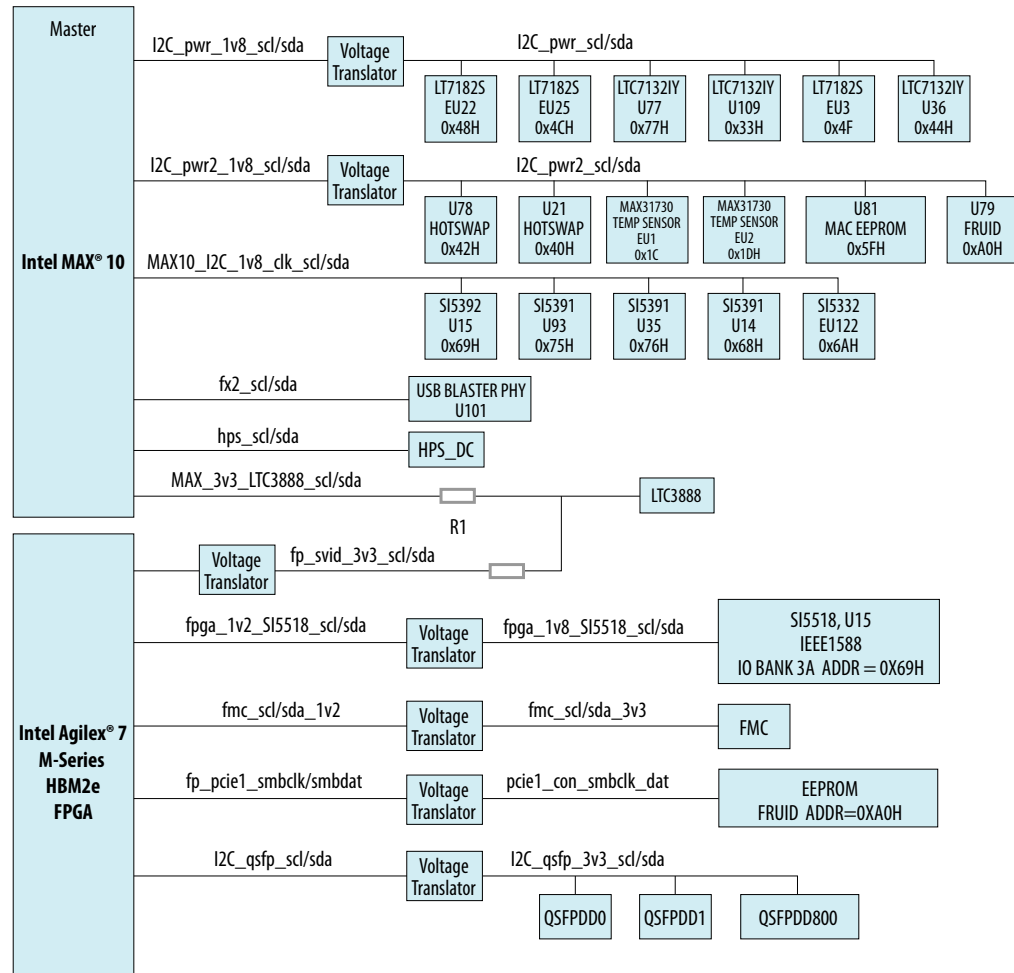 Master
I2C_pwr_1v8_scl/sda
Voltage
Translator
I2C_pwr_scl/sda
LT7182S
EU22
0x48H
LT7182S
EU25
0x4CH
LTC7132IY
U77
0x77H
LTC7132IY
U109
0x33H
LT7182S
EU3
0x4F
LTC7132IY
U36
0x44H
I2C_pwr2_1v8_scl/sda
Voltage
Translator
I2C_pwr2_scl/sda
U78
HOTSWAP
0x42H
U21
HOTSWAP
0x40H
MAX31730
TEMP SENSOR
EU1
0x1C
MAX31730
TEMP SENSOR
EU2
0x1DH
U81
MAC EEPROM
0x5FH
U79
FRUID
0xA0H
Intel MAX® 10
MAX10_I2C_1v8_clk_scl/sda
SI5392
U15
0x69H
SI5391
U93
0x75H
SI5391
U35
0x76H
SI5391
U14
0x68H
SI5332
EU122
0x6AH
fx2_scl/sda
USB BLASTER PHY
U101
hps_scl/sda
HPS_DC
MAX_3v3_LTC3888_scl/sda
R1
LTC3888
Voltage
Translator
fp_svid_3v3_scl/sda
fpga_1v2_SI5518_scl/sda
Voltage
Translator
fpga_1v8_SI5518_scl/sda
SI5518, U15
IEEE1588
IO BANK 3A ADDR = 0X69H
Intel Agilex® 7
M-Series
HBM2e
FPGA
fmc_scl/sda_1v2
Voltage
Translator
fmc_scl/sda_3v3
FMC
fp_pcie1_smbclk/smbdat
Voltage
Translator
pcie1_con_smbclk_dat
EEPROM
FRUID ADDR=0XA0H
I2C_qsfp_scl/sda
Voltage
Translator
I2C_qsfp_3v3_scl/sda
QSFPDD0
QSFPDD1
QSFPDD800